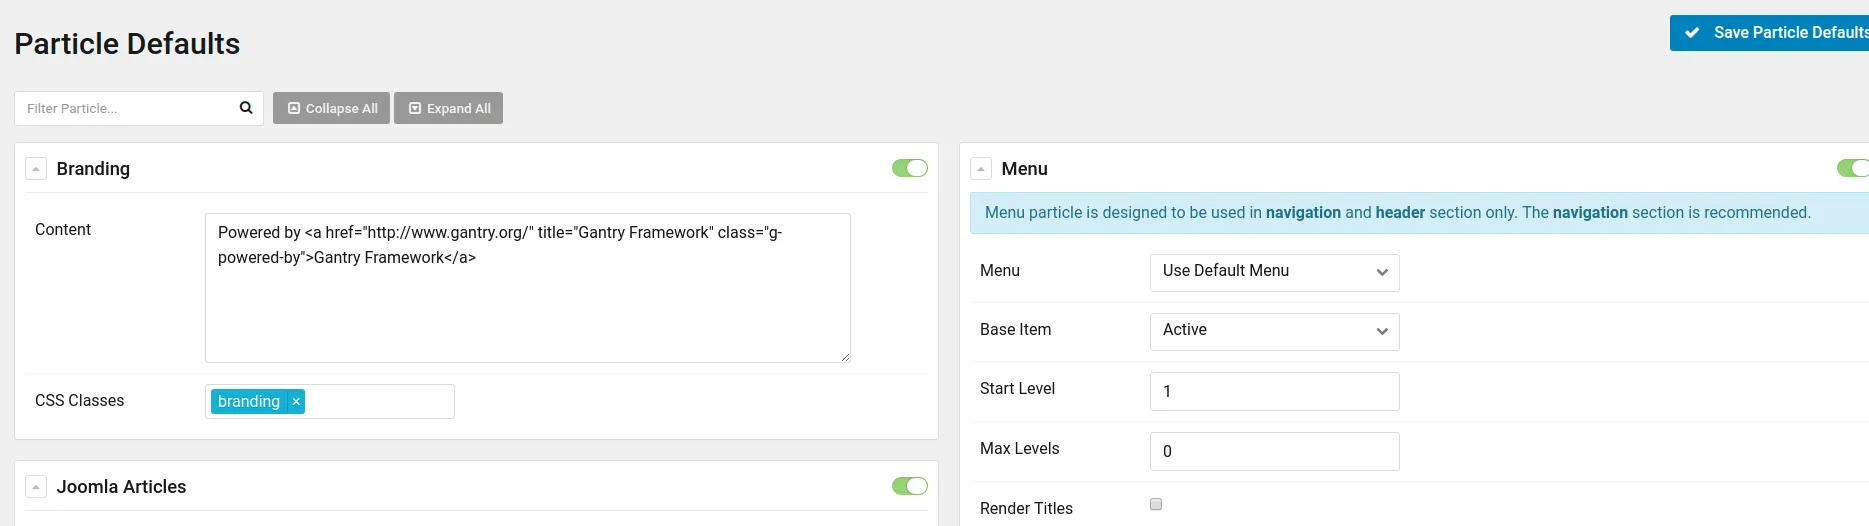 Particle Defaults
Save Particle Defaults
Filter Particle...
Collapse All
Expand All
Branding
Content
Powered by <a href="http://www.gantry.org/" title="Gantry Framework" class="g-
powered-by">Gantry Framework</a>
CSS Classes
branding ×
Joomla Articles
Menu
Menu particle is designed to be used in navigation and header section only. The navigation section is recommended.
Menu
Use Default Menu
Base Item
Active
Start Level
1
Max Levels
0
Render Titles